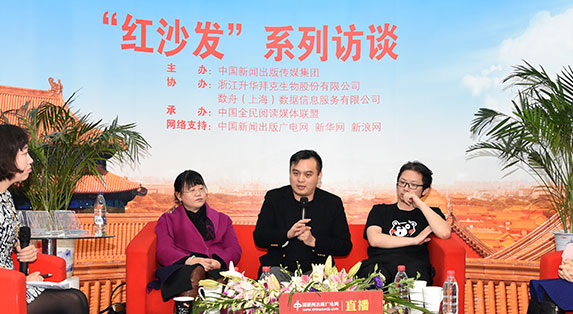 “红沙发”系列访谈
主 办：中国新闻出版传媒集团
协 办：浙江升华拜克生物股份有限公司
数舟（上海）数据信息服务有限公司
承 办：中国全民阅读媒体联盟
网络支持：中国新闻出版广电网 新华网 新浪网
中国新闻出版广电网
直播